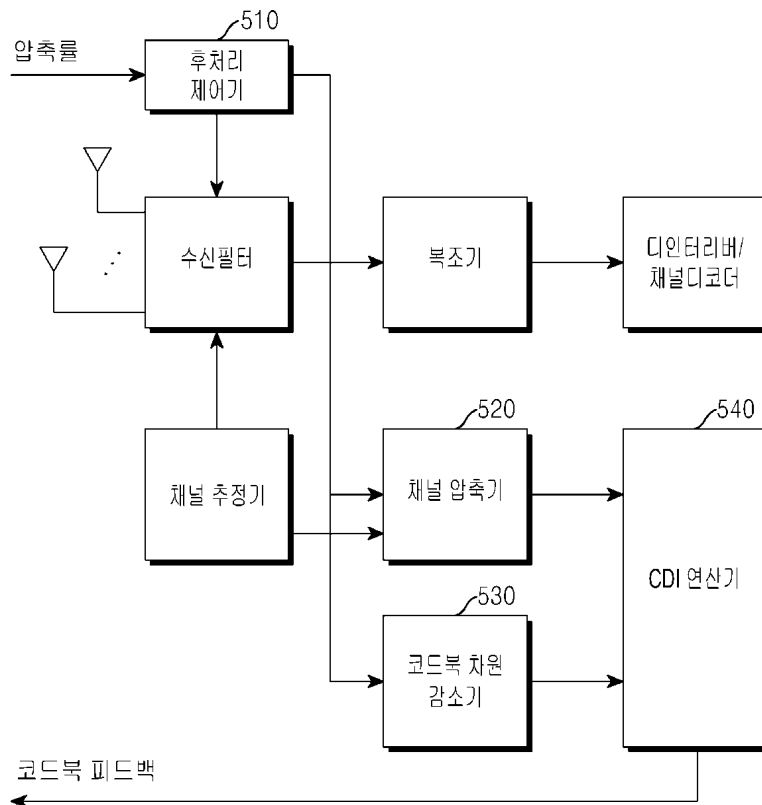 510
압축률
후처리
제어기
수신필터
복조기
디인터리버/
채널디코더
520
540
채널 추정기
채널 압축기
CDI 연산기
530
코드북 차원
감소기
코드북 피드백